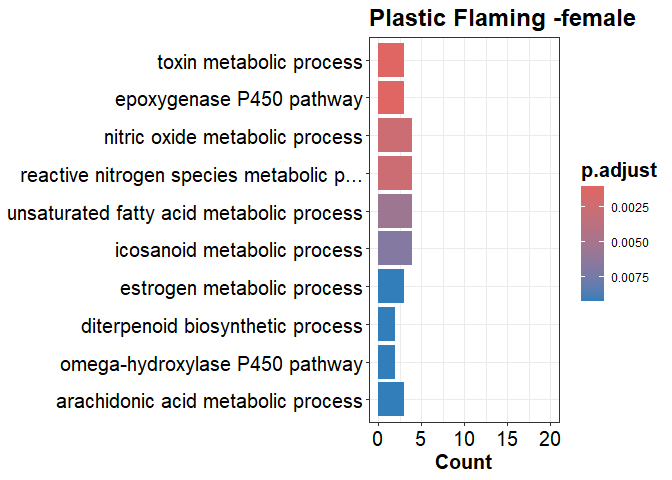 Plastic Flaming -female
toxin metabolic process
epoxygenase P450 pathway
nitric oxide metabolic process
reactive nitrogen species metabolic p...
unsaturated fatty acid metabolic process
icosanoid metabolic process
estrogen metabolic process
diterpenoid biosynthetic process
omega-hydroxylase P450 pathway
arachidonic acid metabolic process
0 5 10 15 20
Count
p.adjust
0.0025
0.0050
0.0075